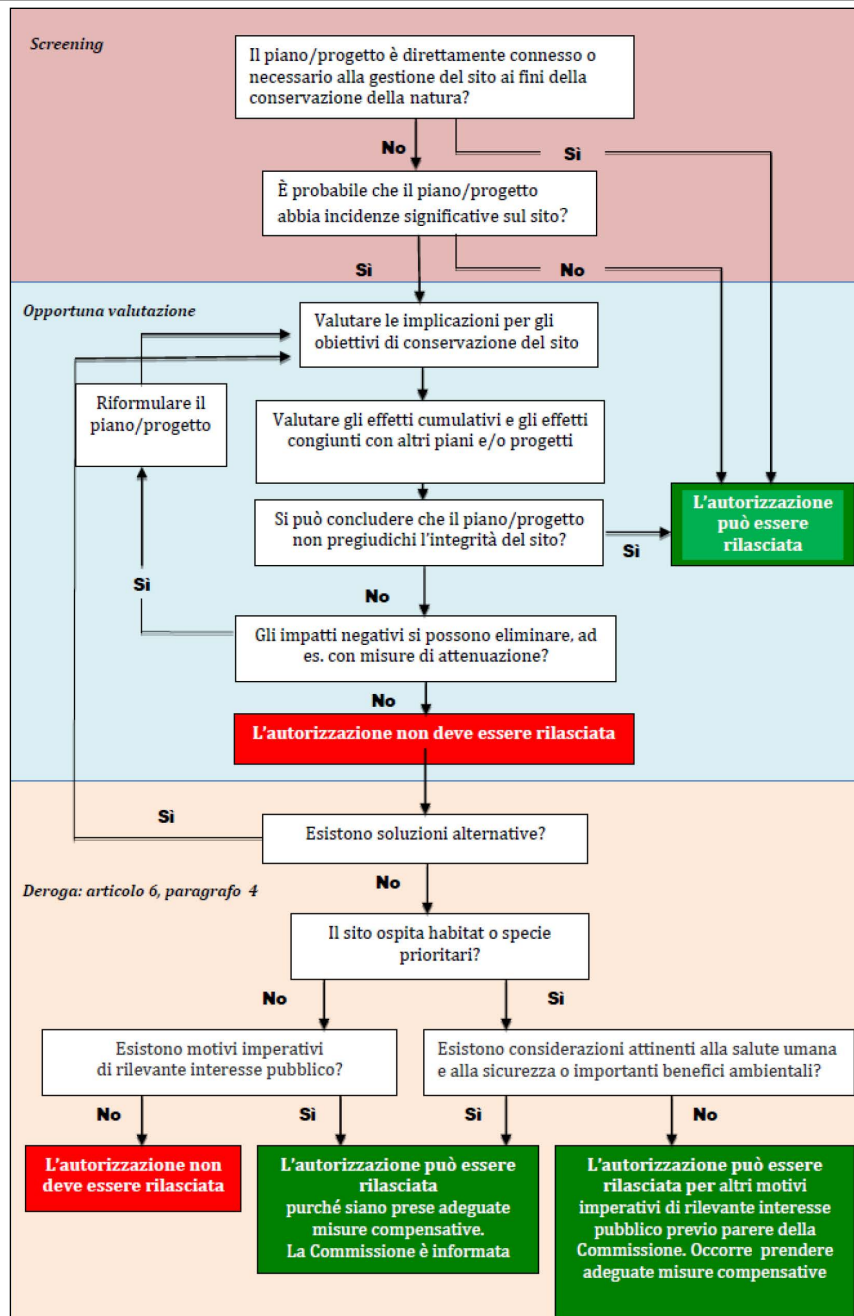 Screening
Il piano/progetto è direttamente connesso o
necessario alla gestione del sito ai fini della
conservazione della natura?
No
Sì
È probabile che il piano/progetto
abbia incidenze significative sul sito?
Sì
No
Opportuna valutazione
Valutare le implicazioni per gli
obiettivi di conservazione del sito
Riformulare il
piano/progetto
Valutare gli effetti cumulativi e gli effetti
congiunti con altri piani e/o progetti
L'autorizzazione
può essere
rilasciata
Si può concludere che il piano/progetto
non pregiudichi l'integrità del sito?
Sì
Sì
No
Gli impatti negativi si possono eliminare, ad
es. con misure di attenuazione?
No
L'autorizzazione non deve essere rilasciata
Sì
Esistono soluzioni alternative?
No
Deroga: articolo 6, paragrafo 4
Il sito ospita habitat o specie
prioritari?
No
Sì
Esistono motivi imperativi
di rilevante interesse pubblico?
Esistono considerazioni attinenti alla salute umana
e alla sicurezza o importanti benefici ambientali?
No
Sì
Sì
No
L'autorizzazione non
deve essere rilasciata
L'autorizzazione può essere
rilasciata
purché siano prese adeguate
misure compensative.
La Commissione è informata
L'autorizzazione può essere
rilasciata per altri motivi
imperativi di rilevante interesse
pubblico previo parere della
Commissione. Occorre prendere
adeguate misure compensative